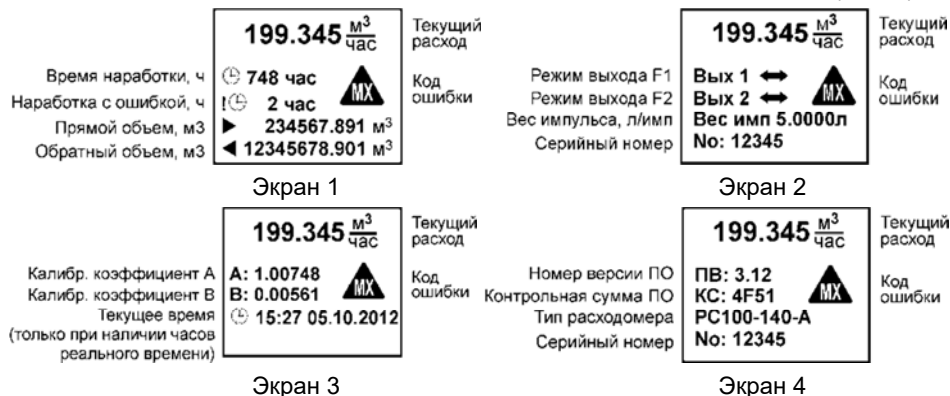 199.345 м³/час
Текущий расход
Время наработки, ч
748 час
Код ошибки
MX
Наработка с ошибкой, ч
! 2 час
Прямой объем, м3
▶ 234567.891 м³
Обратный объем, м3
◀ 12345678.901 м³
Экран 1
199.345 м³/час
Текущий расход
Режим выхода F1
Вых 1 ⬌
Код ошибки
MX
Режим выхода F2
Вых 2 ⬌
Вес импульса, л/имп
Вес имп 5.0000л
Серийный номер
No: 12345
Экран 2
199.345 м³/час
Текущий расход
Калибр. коэффициент А
A: 1.00748
Код ошибки
MX
Калибр. коэффициент В
B: 0.00561
Текущее время
15:27 05.10.2012
(только при наличии часов
реального времени)
Экран 3
199.345 м³/час
Текущий расход
Номер версии ПО
ПВ: 3.12
Код ошибки
MX
Контрольная сумма ПО
КС: 4F51
Тип расходомера
РС100-140-А
Серийный номер
No: 12345
Экран 4